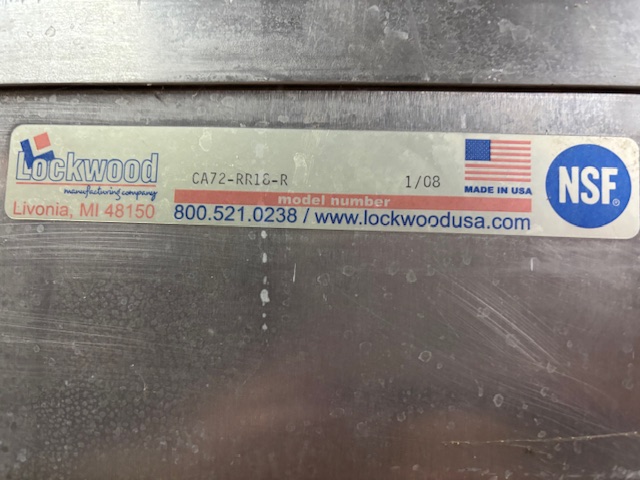 Lockwood
manufacturing company
Livonia, MI 48150
CA72-RR18-R 1/08
model number
800.521.0238 / www.lockwoodusa.com
MADE IN USA
NSF®